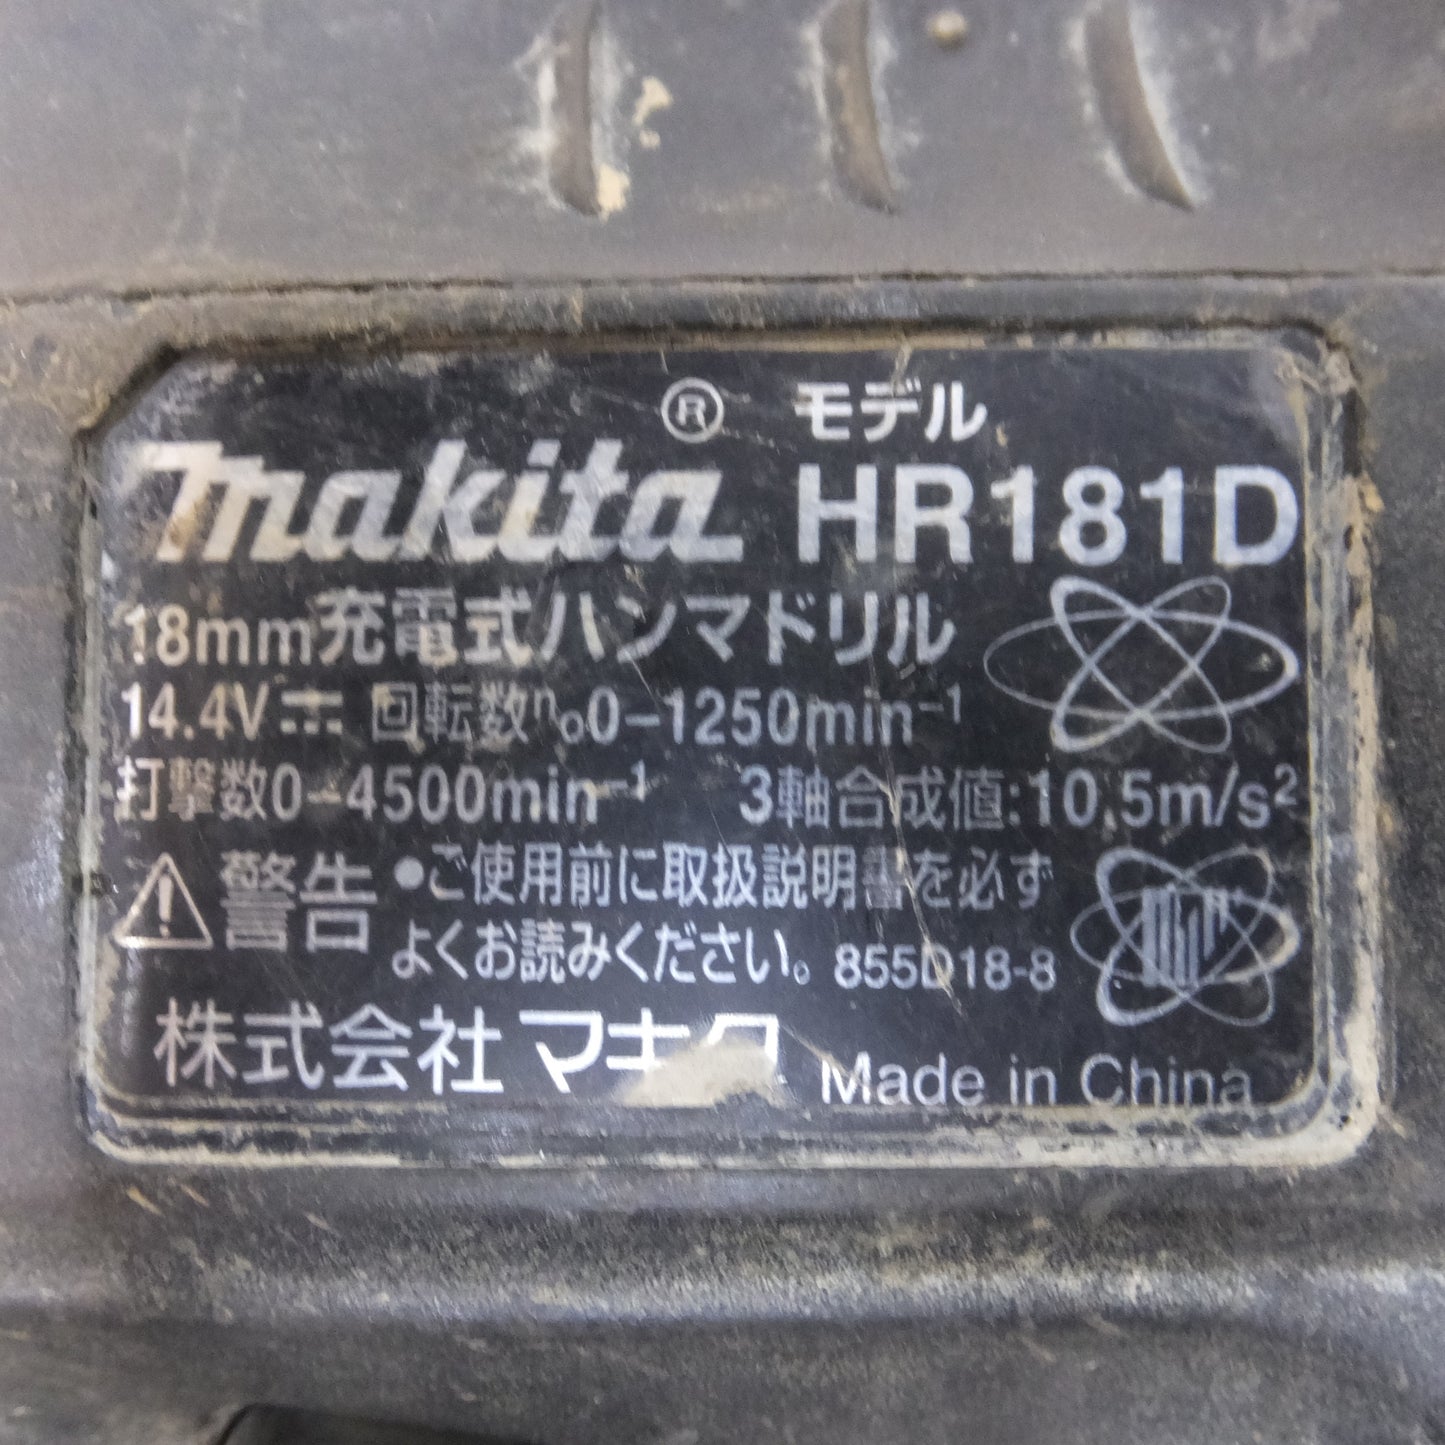 ® モデル
makita HR181D
18mm充電式ハンマドリル
14.4V⎓ 回転数n₀0-1250min⁻¹
打撃数0-4500min⁻¹ 3軸合成値:10.5m/s²
警告 ●ご使用前に取扱説明書を必ず
よくお読みください。 855D18-8
株式会社マキタ Made in China